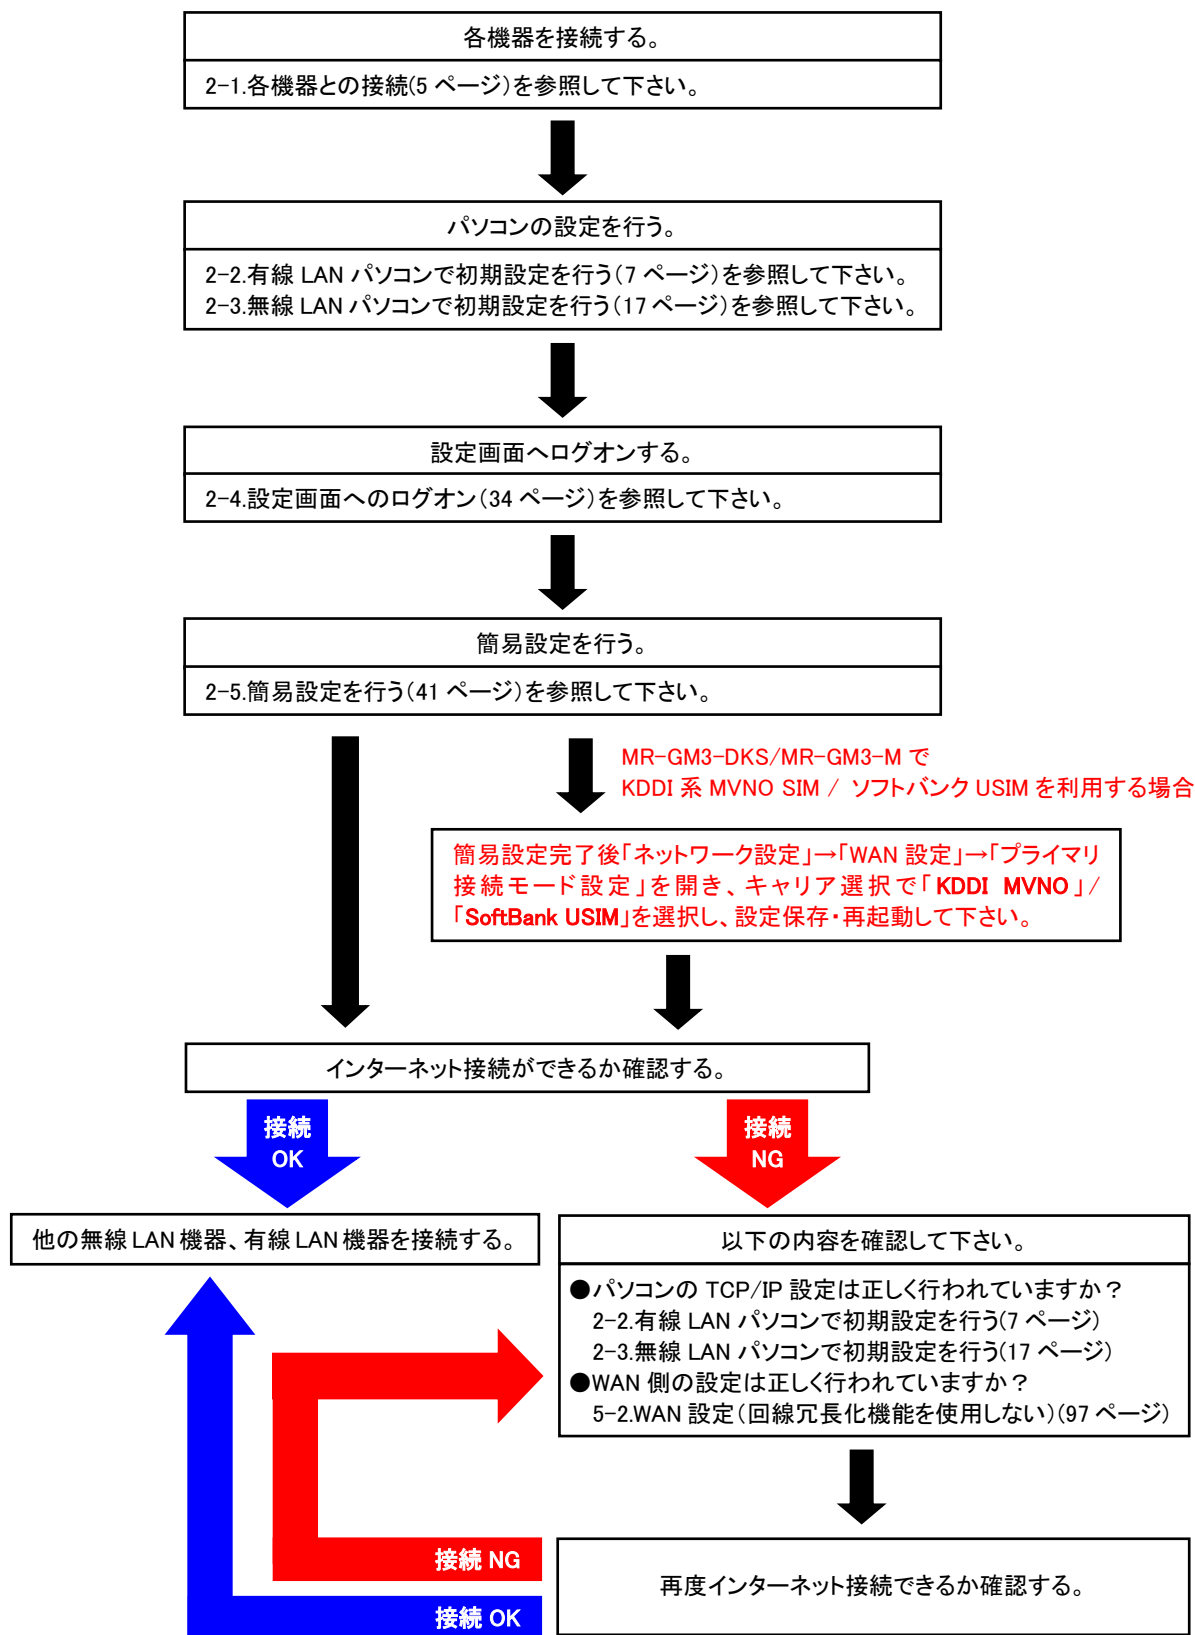 各機器を接続する。
2-1.各機器との接続(5 ページ)を参照して下さい。
パソコンの設定を行う。
2-2.有線 LAN パソコンで初期設定を行う(7 ページ)を参照して下さい。
2-3.無線 LAN パソコンで初期設定を行う(17 ページ)を参照して下さい。
設定画面へログオンする。
2-4.設定画面へのログオン(34 ページ)を参照して下さい。
簡易設定を行う。
2-5.簡易設定を行う(41 ページ)を参照して下さい。
MR-GM3-DKS/MR-GM3-M で
KDDI 系 MVNO SIM / ソフトバンク USIM を利用する場合
簡易設定完了後「ネットワーク設定」→「WAN 設定」→「プライマリ
接続モード設定」を開き、キャリア選択で「KDDI MVNO」/
「SoftBank USIM」を選択し、設定保存・再起動して下さい。
インターネット接続ができるか確認する。
接続
OK
接続
NG
他の無線 LAN 機器、有線 LAN 機器を接続する。
以下の内容を確認して下さい。
●パソコンの TCP/IP 設定は正しく行われていますか？
2-2.有線 LAN パソコンで初期設定を行う(7 ページ)
2-3.無線 LAN パソコンで初期設定を行う(17 ページ)
●WAN 側の設定は正しく行われていますか？
5-2.WAN 設定(回線冗長化機能を使用しない)(97 ページ)
接続 NG
再度インターネット接続できるか確認する。
接続 OK